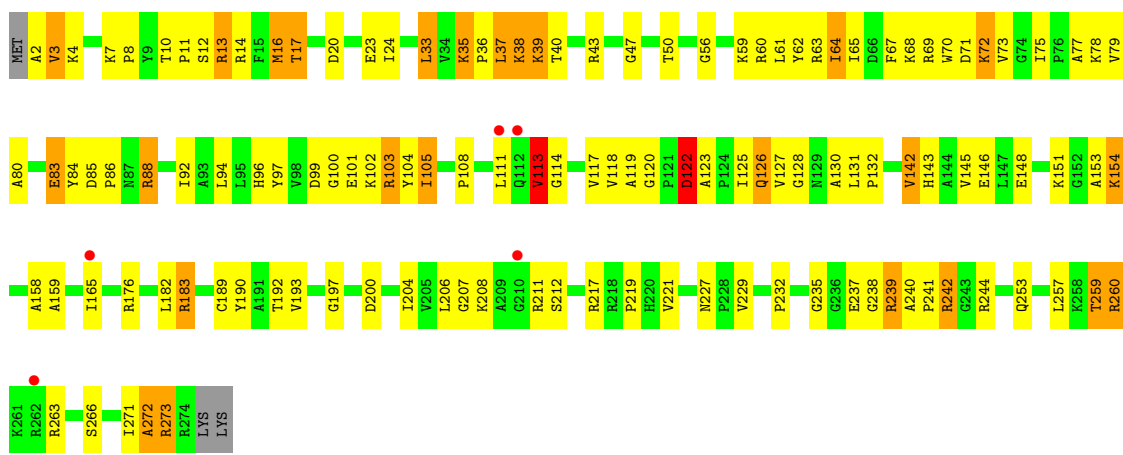 MET A2 V3 K4 K7 P8 Y9 T10 P11 S12 R13 R14 F15 M16 T17 D20 E23 I24 L33 V34 K35 P36 L37 K38 K39 T40 R43 G47 T50 G56 K59 R60 L61 Y62 R63 I64 I65 D66 F67 K68 R69 W70 D71 K72 V73 G74 I75 P76 A77 K78 V79
A80 E83 Y84 D85 P86 N87 R88 I92 A93 L94 L95 H96 Y97 V98 D99 G100 E101 K102 R103 Y104 I105 P108 L111 Q112 V113 G114 V117 V118 A119 G120 P121 D122 A123 P124 I125 Q126 V127 G128 N129 A130 L131 P132 V142 H143 A144 V145 E146 L147 E148 K151 G152 A153 K154
A158 A159 I165 R176 L182 R183 C189 Y190 A191 T192 V193 G197 D200 I204 V205 L206 G207 K208 A209 G210 R211 S212 R217 R218 P219 H220 V221 N227 P228 V229 P232 G235 G236 E237 G238 R239 A240 P241 R242 G243 R244 Q253 L257 K258 T259 R260
K261 R262 R263 S266 I271 A272 R273 R274 LYS LYS